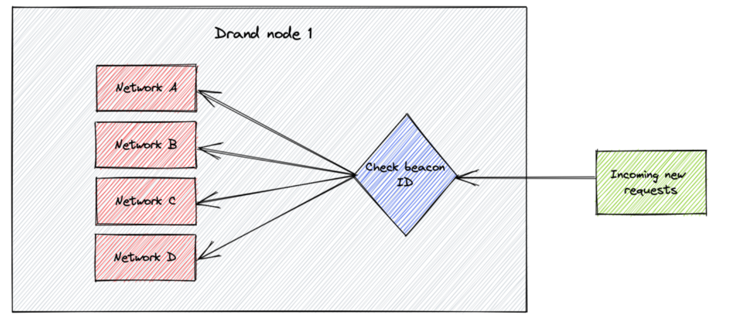 Drand node 1
Network A
Network B
Network C
Network D
Check beacon
ID
Incoming new
requests